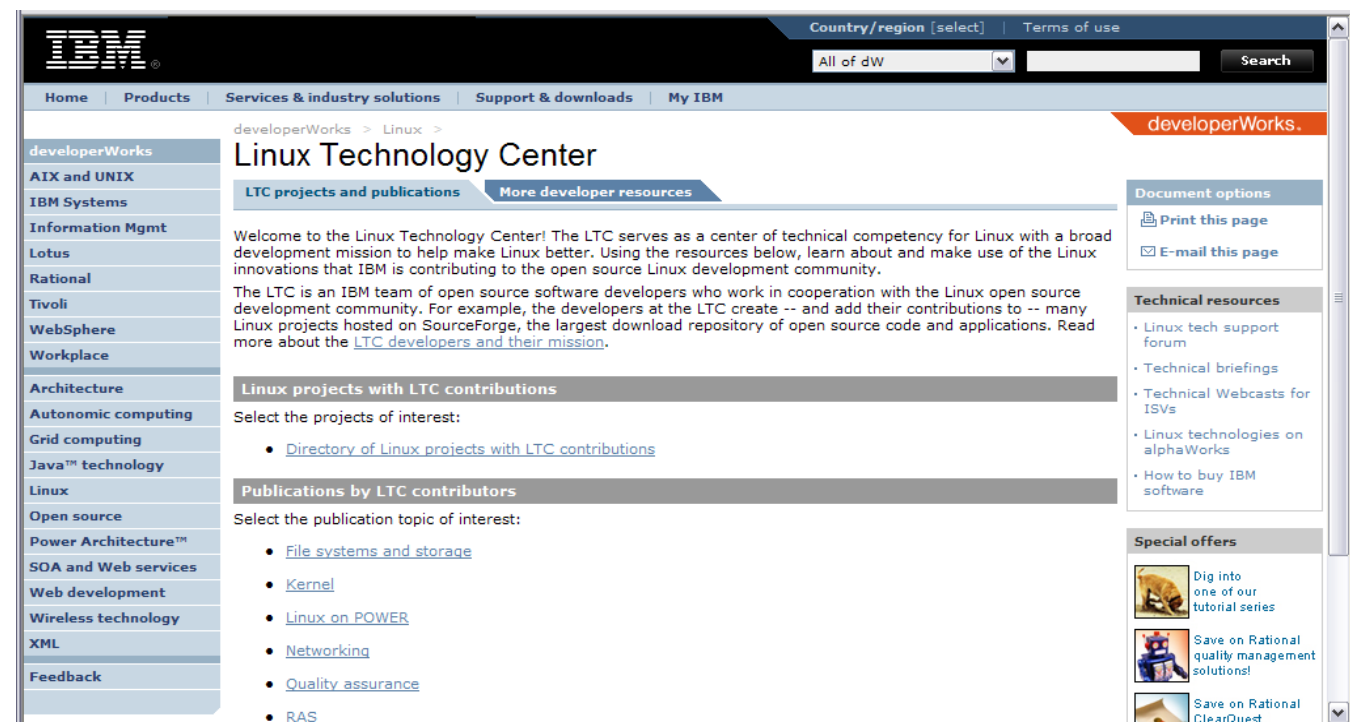 IBM®
Country/region [select] | Terms of use
All of dW
Search
Home | Products | Services & industry solutions | Support & downloads | My IBM
developerWorks
AIX and UNIX
IBM Systems
Information Mgmt
Lotus
Rational
Tivoli
WebSphere
Workplace
Architecture
Autonomic computing
Grid computing
Java™ technology
Linux
Open source
Power Architecture™
SOA and Web services
Web development
Wireless technology
XML
Feedback
developerWorks > Linux >
Linux Technology Center
LTC projects and publications
More developer resources
Welcome to the Linux Technology Center! The LTC serves as a center of technical competency for Linux with a broad
development mission to help make Linux better. Using the resources below, learn about and make use of the Linux
innovations that IBM is contributing to the open source Linux development community.
The LTC is an IBM team of open source software developers who work in cooperation with the Linux open source
development community. For example, the developers at the LTC create -- and add their contributions to -- many
Linux projects hosted on SourceForge, the largest download repository of open source code and applications. Read
more about the LTC developers and their mission.
Linux projects with LTC contributions
Select the projects of interest:
• Directory of Linux projects with LTC contributions
Publications by LTC contributors
Select the publication topic of interest:
• File systems and storage
• Kernel
• Linux on POWER
• Networking
• Quality assurance
• RAS
developerWorks.
Document options
Print this page
E-mail this page
Technical resources
· Linux tech support
forum
· Technical briefings
· Technical Webcasts for
ISVs
· Linux technologies on
alphaWorks
· How to buy IBM
software
Special offers
Dig into
one of our
tutorial series
Save on Rational
quality management
solutions!
Save on Rational
ClearQuest